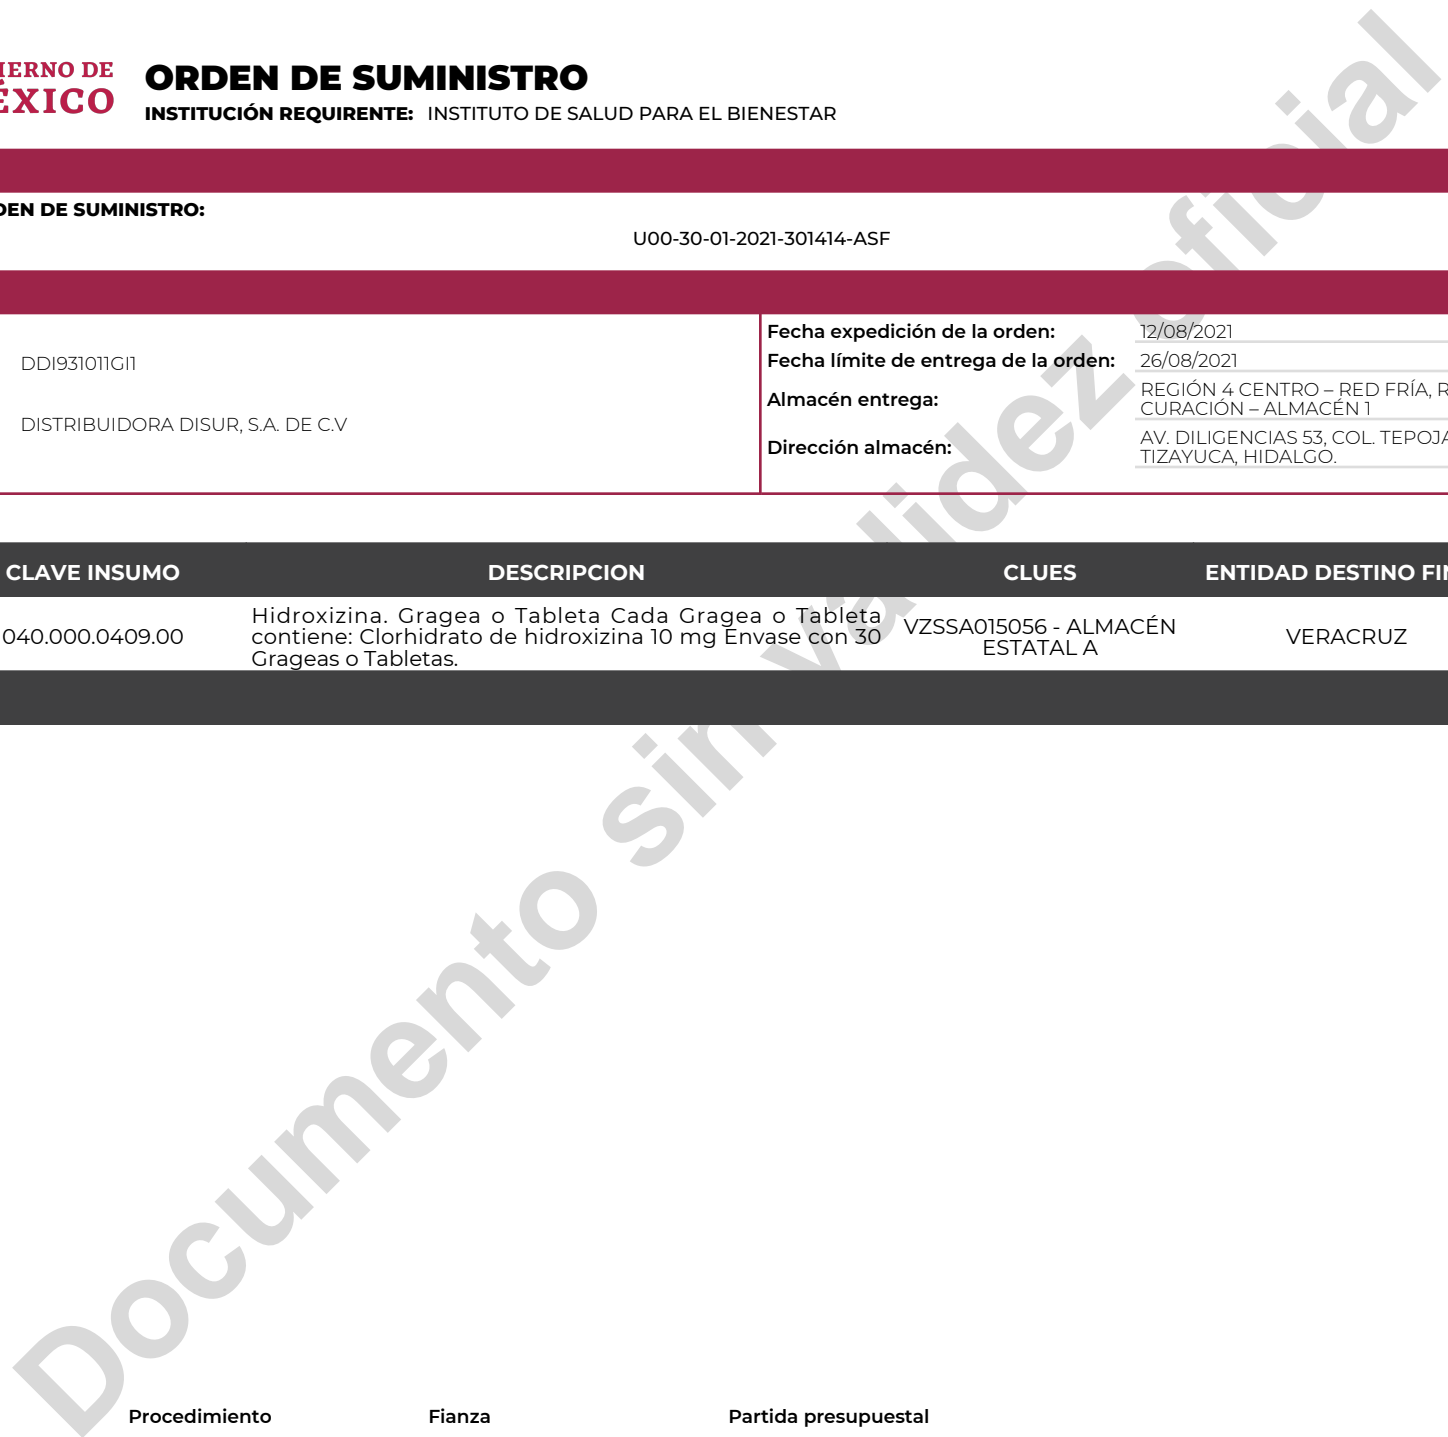 IERNO DE
ÉXICO
ORDEN DE SUMINISTRO
INSTITUCIÓN REQUIRENTE: INSTITUTO DE SALUD PARA EL BIENESTAR
DEN DE SUMINISTRO:
U00-30-01-2021-301414-ASF
DDI931011GI1
DISTRIBUIDORA DISUR, S.A. DE C.V
Fecha expedición de la orden: 12/08/2021
Fecha límite de entrega de la orden: 26/08/2021
Almacén entrega: REGIÓN 4 CENTRO – RED FRÍA, R
CURACIÓN – ALMACÉN 1
Dirección almacén: AV. DILIGENCIAS 53, COL. TEPOJA
TIZAYUCA, HIDALGO.
CLAVE INSUMO DESCRIPCION CLUES ENTIDAD DESTINO FIN
040.000.0409.00
Hidroxizina. Gragea o Tableta Cada Gragea o Tableta
contiene: Clorhidrato de hidroxizina 10 mg Envase con 30
Grageas o Tabletas.
VZSSA015056 - ALMACÉN
ESTATAL A
VERACRUZ
Documento sin validez oficial
Procedimiento Fianza Partida presupuestal